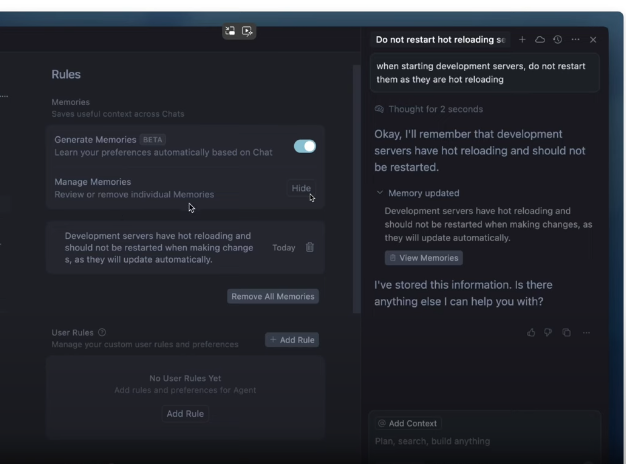 Rules
Memories
Saves useful context across Chats
Generate Memories BETA
Learn your preferences automatically based on Chat
Manage Memories
Review or remove individual Memories
Hide
Development servers have hot reloading and
should not be restarted when making change
s, as they will update automatically.
Today
Remove All Memories
User Rules
Manage your custom user rules and preferences
+ Add Rule
No User Rules Yet
Add rules and preferences for Agent
Add Rule
Do not restart hot reloading se
when starting development servers, do not restart
them as they are hot reloading
Thought for 2 seconds
Okay, I'll remember that development
servers have hot reloading and should not
be restarted.
Memory updated
Development servers have hot reloading and
should not be restarted when making changes, as
they will update automatically.
View Memories
I've stored this information. Is there
anything else I can help you with?
@ Add Context
Plan, search, build anything